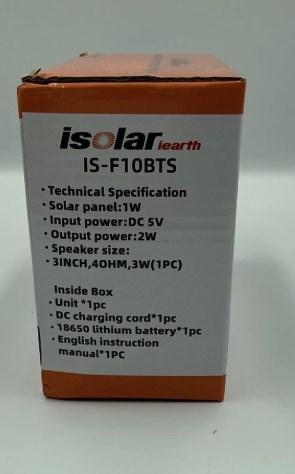 isolar iearth
IS-F10BTS
· Technical Specification
· Solar panel:1W
· Input power:DC 5V
· Output power:2W
· Speaker size:
· 3INCH,4OHM,3W(1PC)
Inside Box
· Unit *1pc
· DC charging cord*1pc
· 18650 lithium battery*1pc
· English instruction
manual*1PC